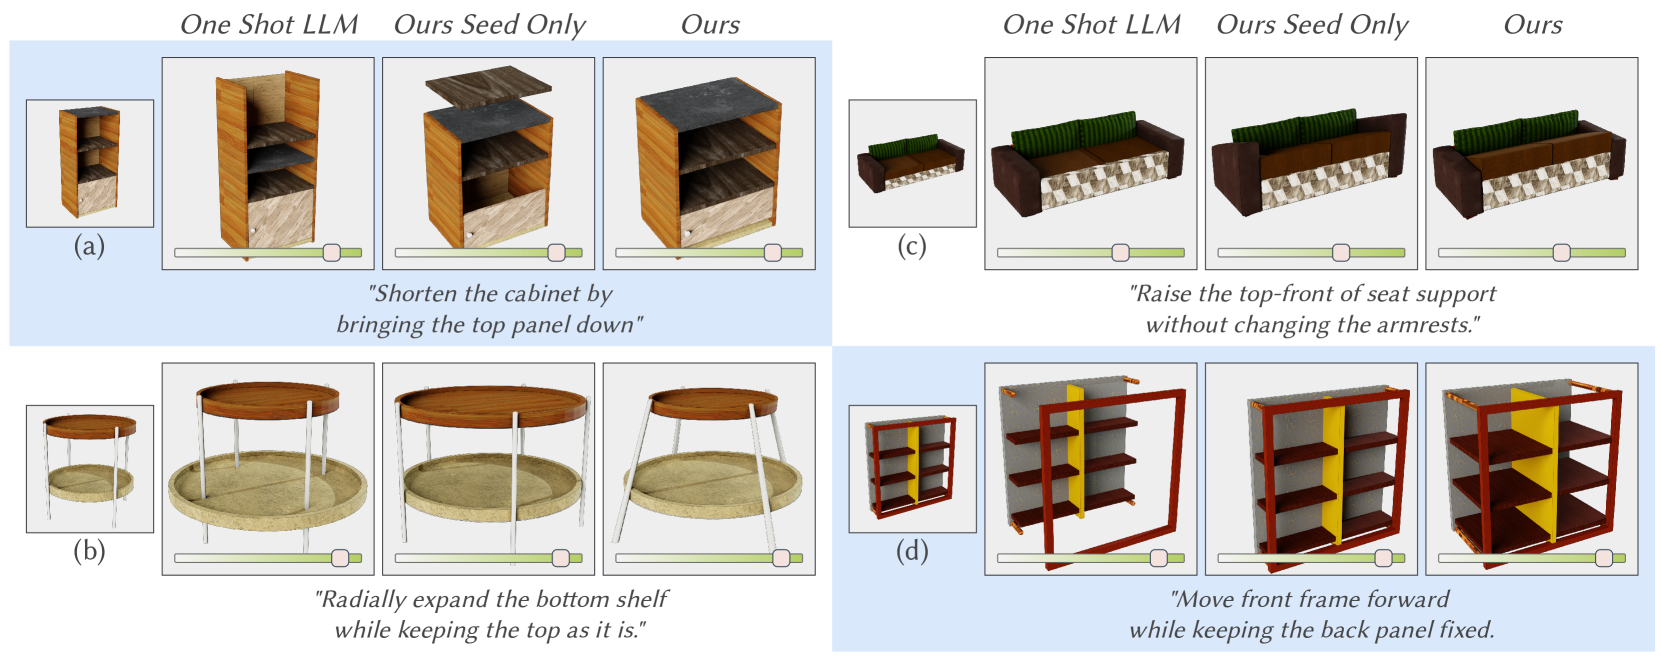 One Shot LLM
Ours Seed Only
Ours
(a)
"Shorten the cabinet by
bringing the top panel down"
One Shot LLM
Ours Seed Only
Ours
(c)
"Raise the top-front of seat support
without changing the armrests."
(b)
"Radially expand the bottom shelf
while keeping the top as it is."
(d)
"Move front frame forward
while keeping the back panel fixed.